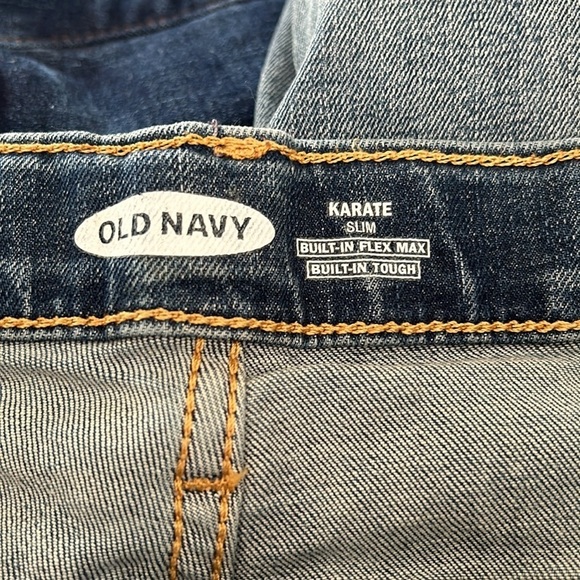 OLD NAVY
KARATE
SLIM
BUILT-IN FLEX MAX
BUILT-IN TOUGH